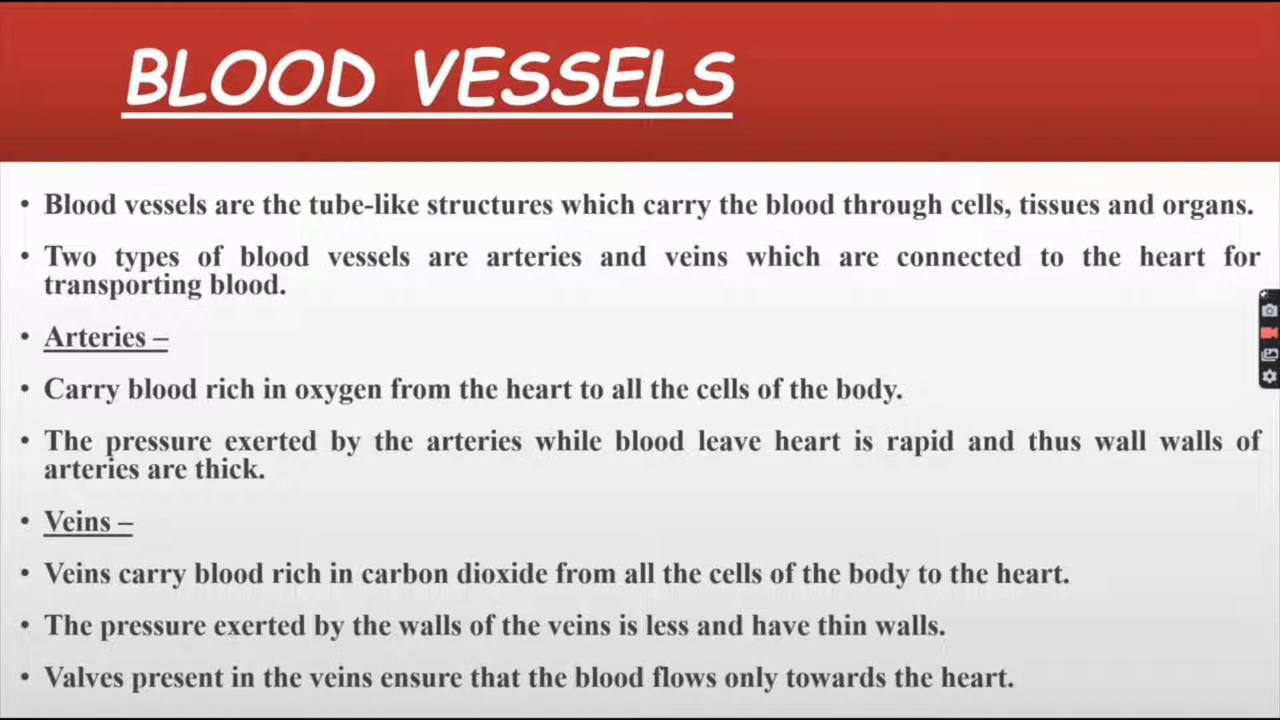 BLOOD VESSELS
• Blood vessels are the tube-like structures which carry the blood through cells, tissues and organs.
• Two types of blood vessels are arteries and veins which are connected to the heart for
transporting blood.
• Arteries –
• Carry blood rich in oxygen from the heart to all the cells of the body.
• The pressure exerted by the arteries while blood leave heart is rapid and thus wall walls of
arteries are thick.
• Veins –
• Veins carry blood rich in carbon dioxide from all the cells of the body to the heart.
• The pressure exerted by the walls of the veins is less and have thin walls.
• Valves present in the veins ensure that the blood flows only towards the heart.